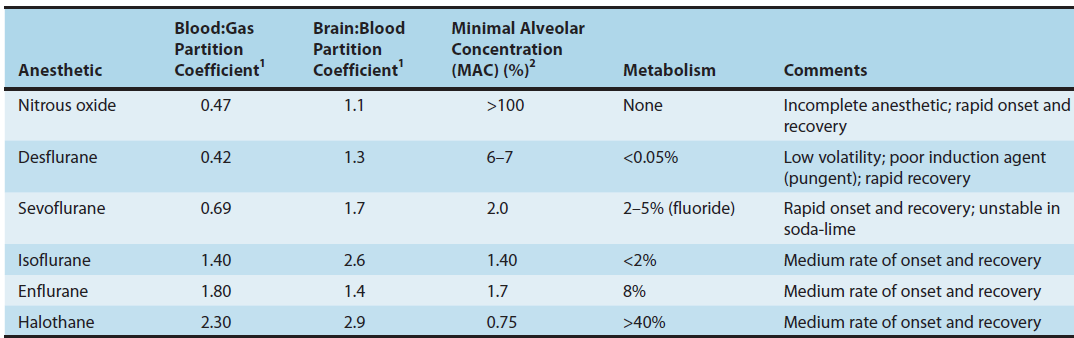 Anesthetic Blood:Gas Partition Coefficient1 Brain:Blood Partition Coefficient1 Minimal Alveolar Concentration (MAC) (%)2 Metabolism Comments
Nitrous oxide 0.47 1.1 >100 None Incomplete anesthetic; rapid onset and recovery
Desflurane 0.42 1.3 6–7 <0.05% Low volatility; poor induction agent (pungent); rapid recovery
Sevoflurane 0.69 1.7 2.0 2–5% (fluoride) Rapid onset and recovery; unstable in soda-lime
Isoflurane 1.40 2.6 1.40 <2% Medium rate of onset and recovery
Enflurane 1.80 1.4 1.7 8% Medium rate of onset and recovery
Halothane 2.30 2.9 0.75 >40% Medium rate of onset and recovery